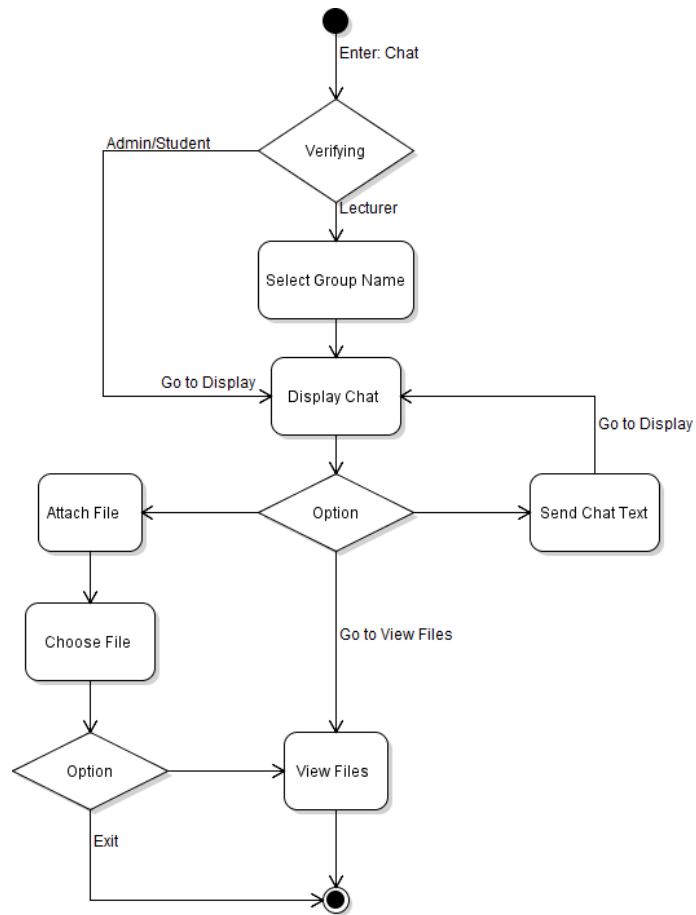 Enter: Chat
Admin/Student
Verifying
Lecturer
Select Group Name
Go to Display
Display Chat
Go to Display
Attach File
Option
Send Chat Text
Choose File
Go to View Files
Option
View Files
Exit